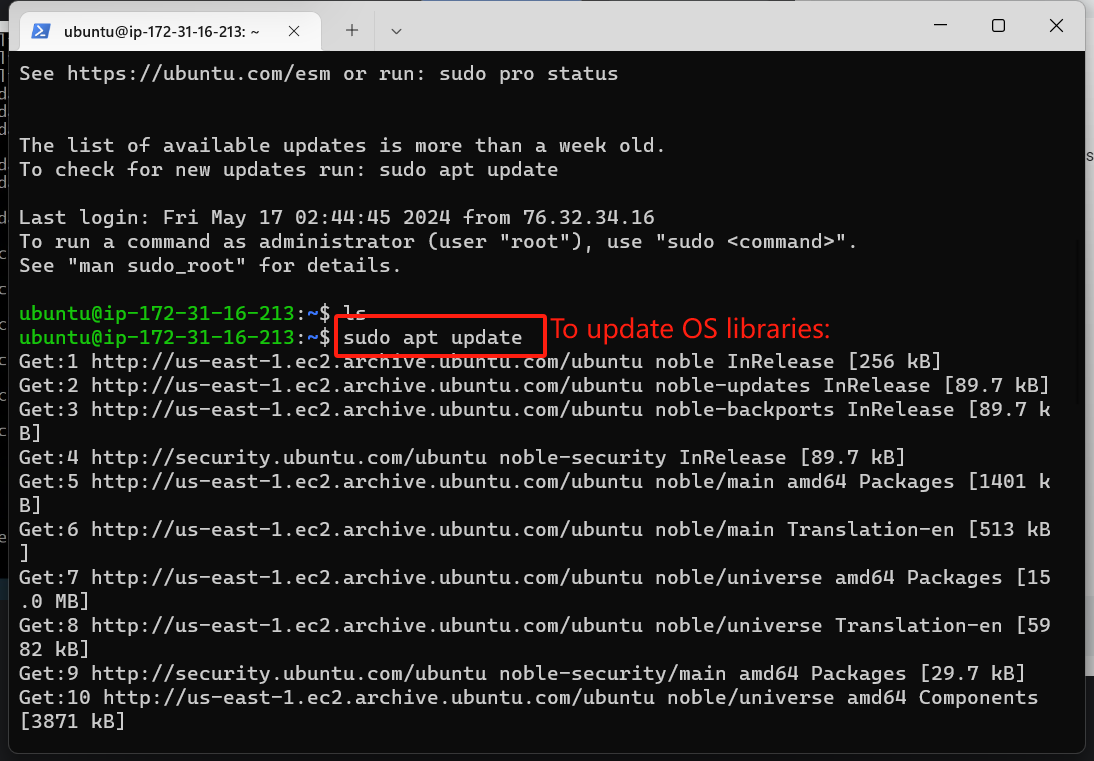 ubuntu@ip-172-31-16-213: ~
See https://ubuntu.com/esm or run: sudo pro status
The list of available updates is more than a week old.
To check for new updates run: sudo apt update
Last login: Fri May 17 02:44:45 2024 from 76.32.34.16
To run a command as administrator (user "root"), use "sudo <command>".
See "man sudo_root" for details.
ubuntu@ip-172-31-16-213:~$ ls
ubuntu@ip-172-31-16-213:~$ sudo apt update
To update OS libraries:
Get:1 http://us-east-1.ec2.archive.ubuntu.com/ubuntu noble InRelease [256 kB]
Get:2 http://us-east-1.ec2.archive.ubuntu.com/ubuntu noble-updates InRelease [89.7 kB]
Get:3 http://us-east-1.ec2.archive.ubuntu.com/ubuntu noble-backports InRelease [89.7 k
B]
Get:4 http://security.ubuntu.com/ubuntu noble-security InRelease [89.7 kB]
Get:5 http://us-east-1.ec2.archive.ubuntu.com/ubuntu noble/main amd64 Packages [1401 k
B]
Get:6 http://us-east-1.ec2.archive.ubuntu.com/ubuntu noble/main Translation-en [513 kB
]
Get:7 http://us-east-1.ec2.archive.ubuntu.com/ubuntu noble/universe amd64 Packages [15
.0 MB]
Get:8 http://us-east-1.ec2.archive.ubuntu.com/ubuntu noble/universe Translation-en [59
82 kB]
Get:9 http://security.ubuntu.com/ubuntu noble-security/main amd64 Packages [29.7 kB]
Get:10 http://us-east-1.ec2.archive.ubuntu.com/ubuntu noble/universe amd64 Components
[3871 kB]